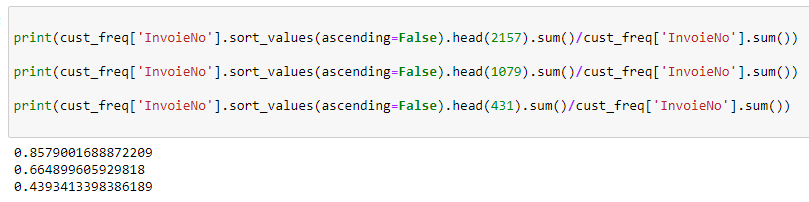 print(cust_freq['InvoieNo'].sort_values(ascending=False).head(2157).sum()/cust_freq['InvoieNo'].sum())
print(cust_freq['InvoieNo'].sort_values(ascending=False).head(1079).sum()/cust_freq['InvoieNo'].sum())
print(cust_freq['InvoieNo'].sort_values(ascending=False).head(431).sum()/cust_freq['InvoieNo'].sum())
0.8579001688872209
0.664899605929818
0.4393413398386189